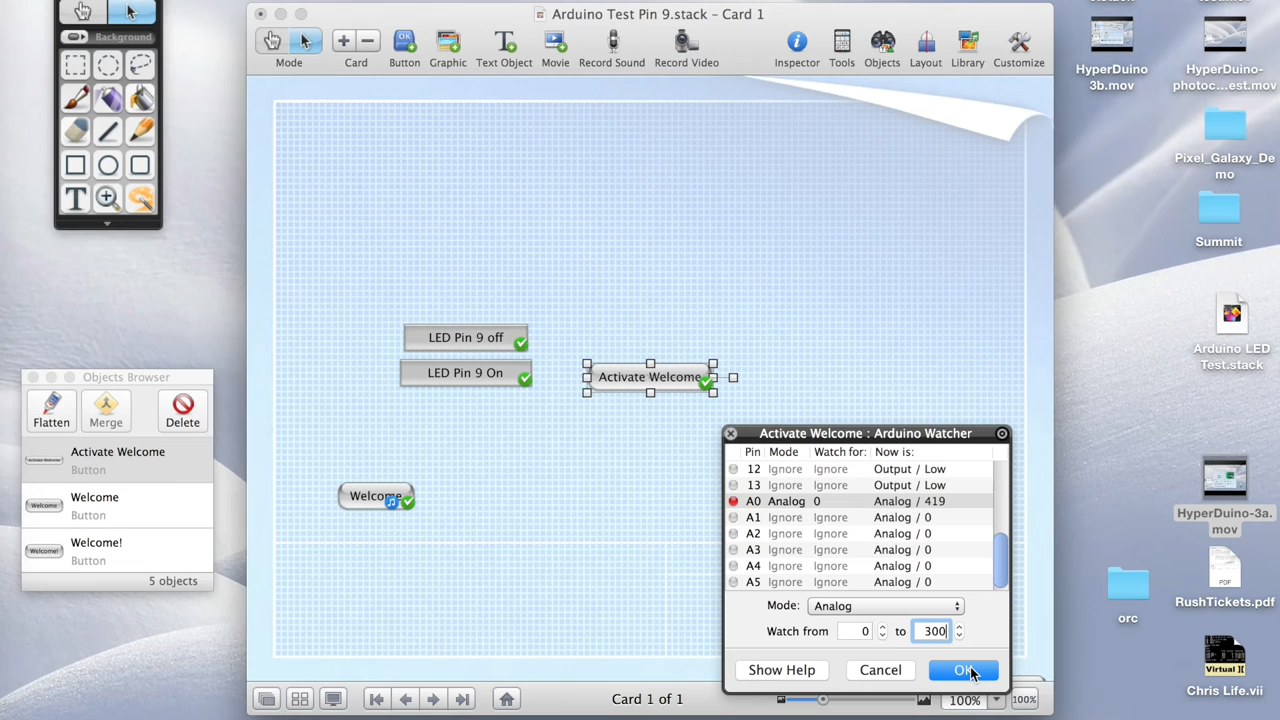 Background
Arduino Test Pin 9.stack – Card 1
Mode
Card
OK
Button
Graphic
Text Object
Movie
Record Sound
Record Video
Inspector
Tools
Objects
Layout
Library
Customize
HyperDuino
3b.mov
HyperDuino-
photoc...est.mov
Pixel_Galaxy_De
mo
Summit
Arduino LED
Test.stack
HyperDuino-3a.
mov
PDF
RushTickets.pdf
orc
Virtual ][
Chris Life.vii
LED Pin 9 off
LED Pin 9 On
Activate Welcome
Welcome
Objects Browser
Flatten
Merge
Delete
Activate Welcome
Button
Welcome
Button
Welcome!
Button
5 objects
Activate Welcome : Arduino Watcher
Pin Mode Watch for: Now is:
12 Ignore Ignore Output / Low
13 Ignore Ignore Output / Low
A0 Analog 0 Analog / 419
A1 Ignore Ignore Analog / 0
A2 Ignore Ignore Analog / 0
A3 Ignore Ignore Analog / 0
A4 Ignore Ignore Analog / 0
A5 Ignore Ignore Analog / 0
Mode: Analog
Watch from 0 to 300
Show Help
Cancel
OK
Card 1 of 1
100%
100%